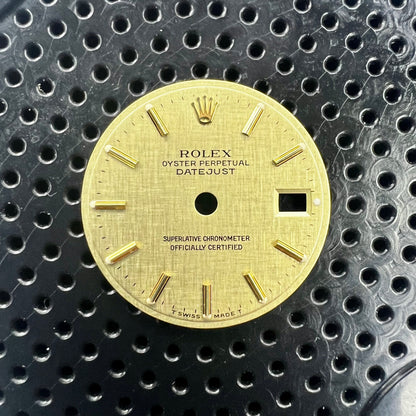 ROLEX
OYSTER PERPETUAL
DATEJUST
SUPERLATIVE CHRONOMETER
OFFICIALLY CERTIFIED
T SWISS MADE T